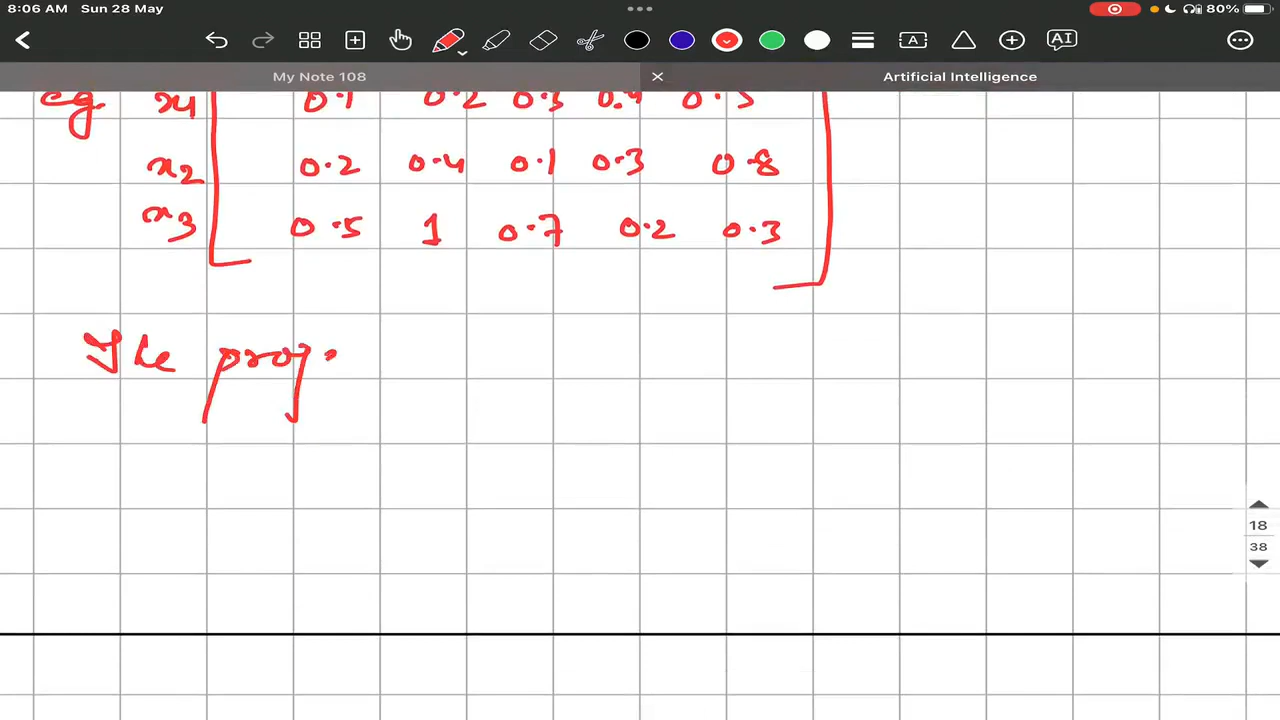 8:06 AM Sun 28 May
80%
A
AI
My Note 108
Artificial Intelligence
eg. x1 0.1 0.2 0.3 0.4
x2 0.2 0.4 0.1 0.3 0.8
x3 0.5 1 0.7 0.2 0.3
The proj
18
38